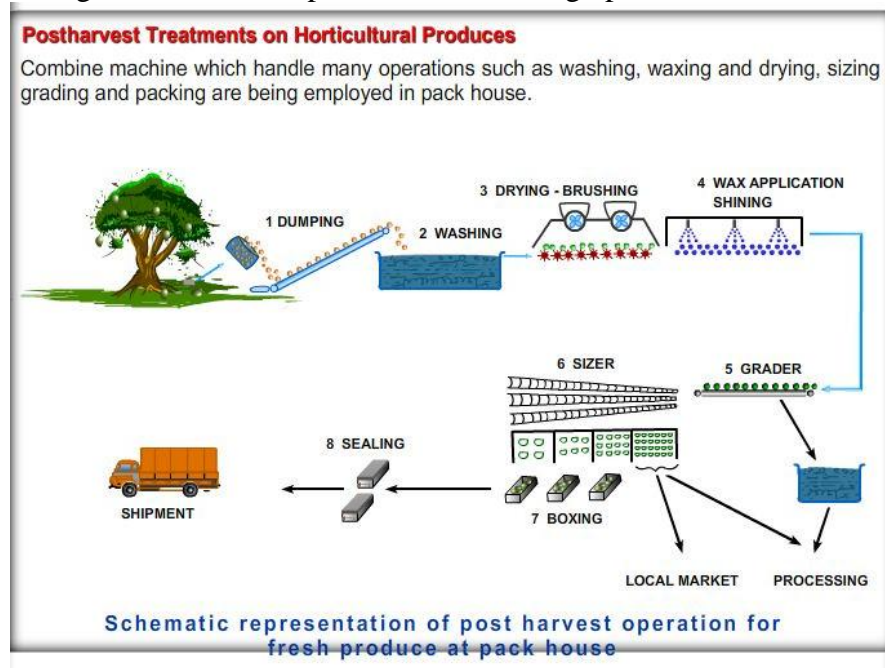 Postharvest Treatments on Horticultural Produces
Combine machine which handle many operations such as washing, waxing and drying, sizing
grading and packing are being employed in pack house.
1 DUMPING
2 WASHING
3 DRYING - BRUSHING
4 WAX APPLICATION
SHINING
5 GRADER
6 SIZER
7 BOXING
8 SEALING
SHIPMENT
LOCAL MARKET
PROCESSING
Schematic representation of post harvest operation for
fresh produce at pack house